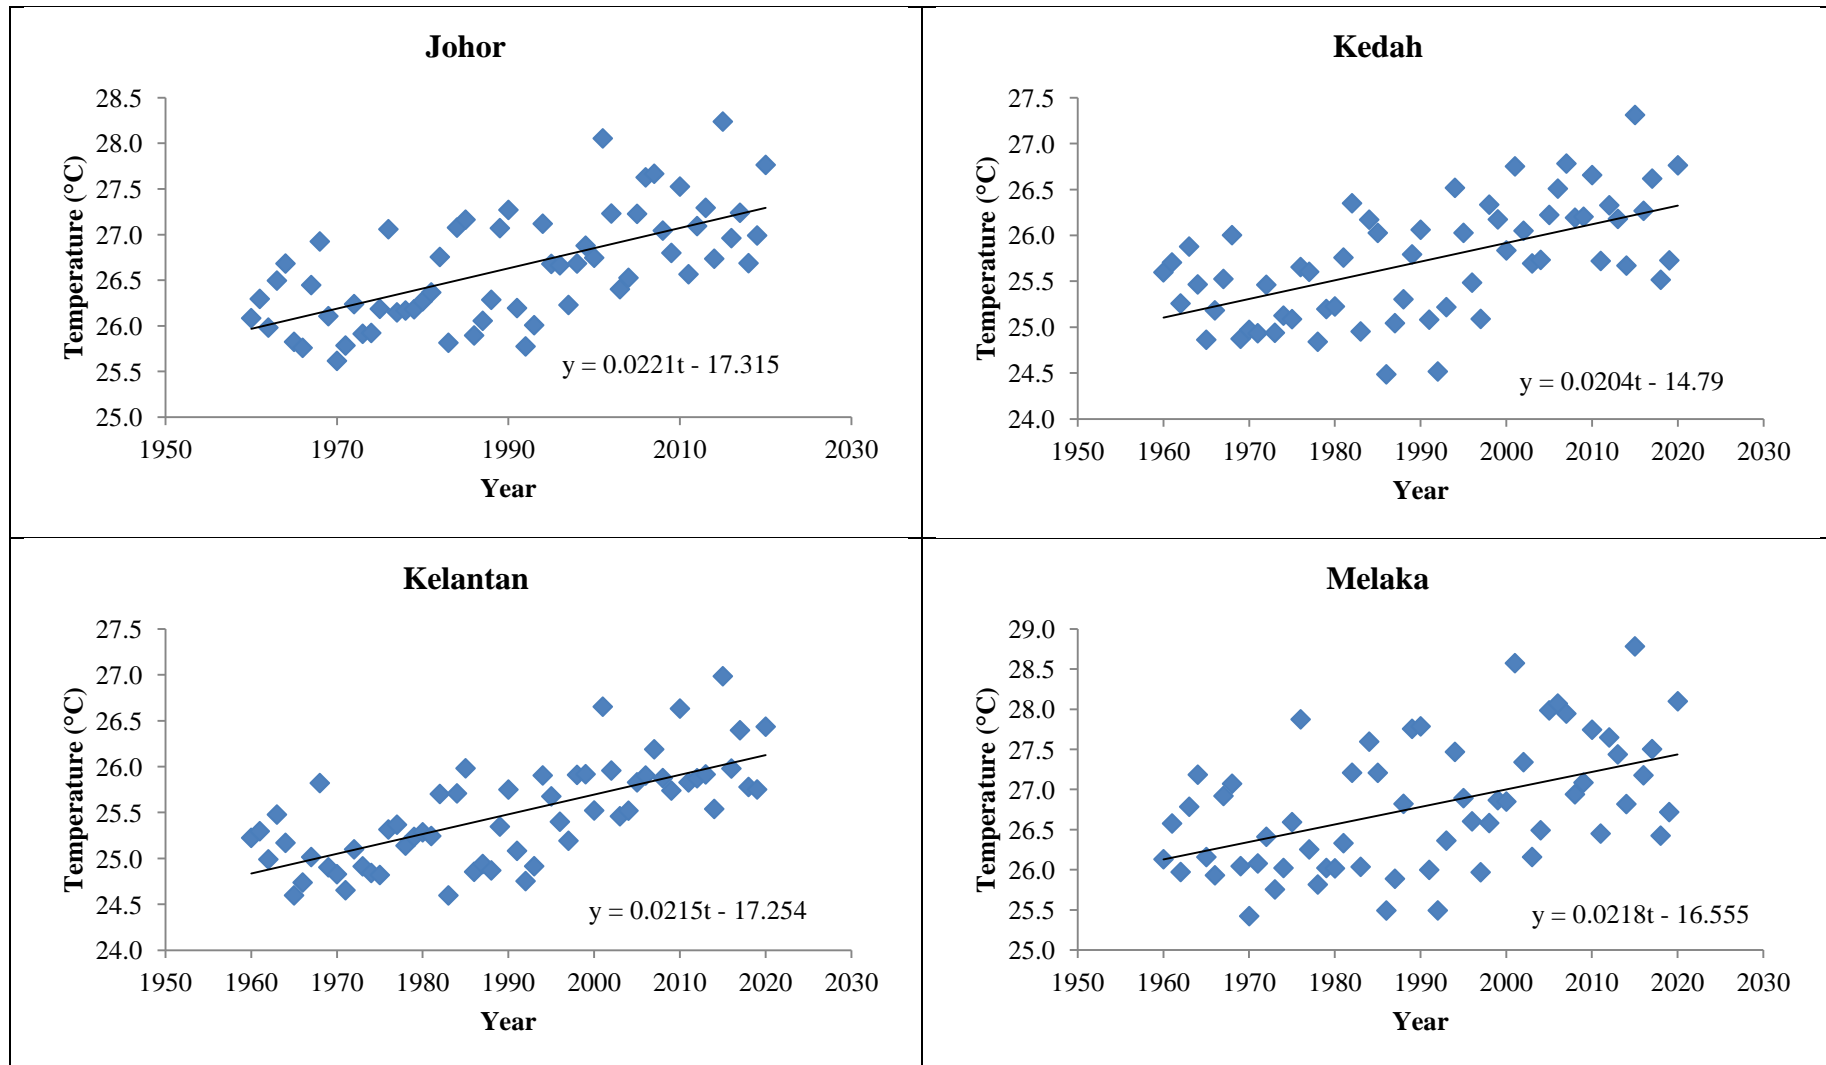 Johor
28.5
28.0
27.5
27.0
26.5
26.0
25.5
25.0
Temperature (°C)
y = 0.0221t - 17.315
1950 1970 1990 2010 2030
Year
Kedah
27.5
27.0
26.5
26.0
25.5
25.0
24.5
24.0
Temperature (°C)
y = 0.0204t - 14.79
1950 1960 1970 1980 1990 2000 2010 2020 2030
Year
Kelantan
27.5
27.0
26.5
26.0
25.5
25.0
24.5
24.0
Temperature (°C)
y = 0.0215t - 17.254
1950 1960 1970 1980 1990 2000 2010 2020 2030
Year
Melaka
29.0
28.5
28.0
27.5
27.0
26.5
26.0
25.5
25.0
Temperature (°C)
y = 0.0218t - 16.555
1950 1960 1970 1980 1990 2000 2010 2020 2030
Year